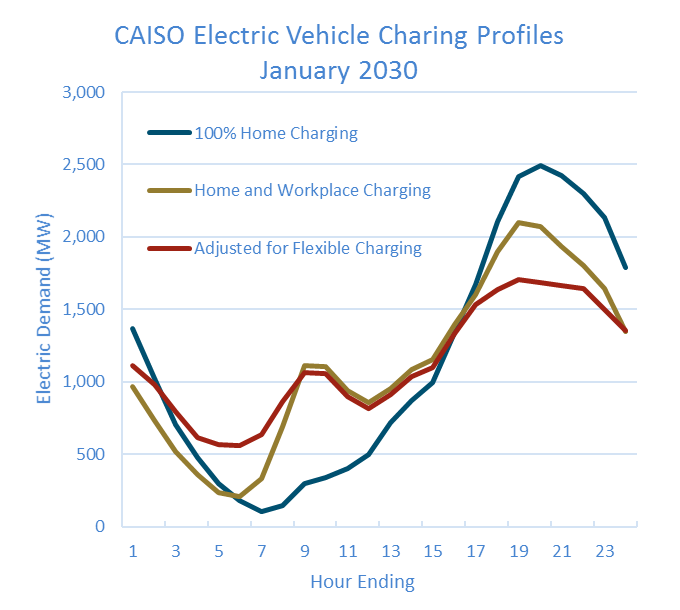 CAISO Electric Vehicle Charing Profiles
January 2030
3,000
2,500
2,000
1,500
1,000
500
0
Electric Demand (MW)
100% Home Charging
Home and Workplace Charging
Adjusted for Flexible Charging
1 3 5 7 9 11 13 15 17 19 21 23
Hour Ending